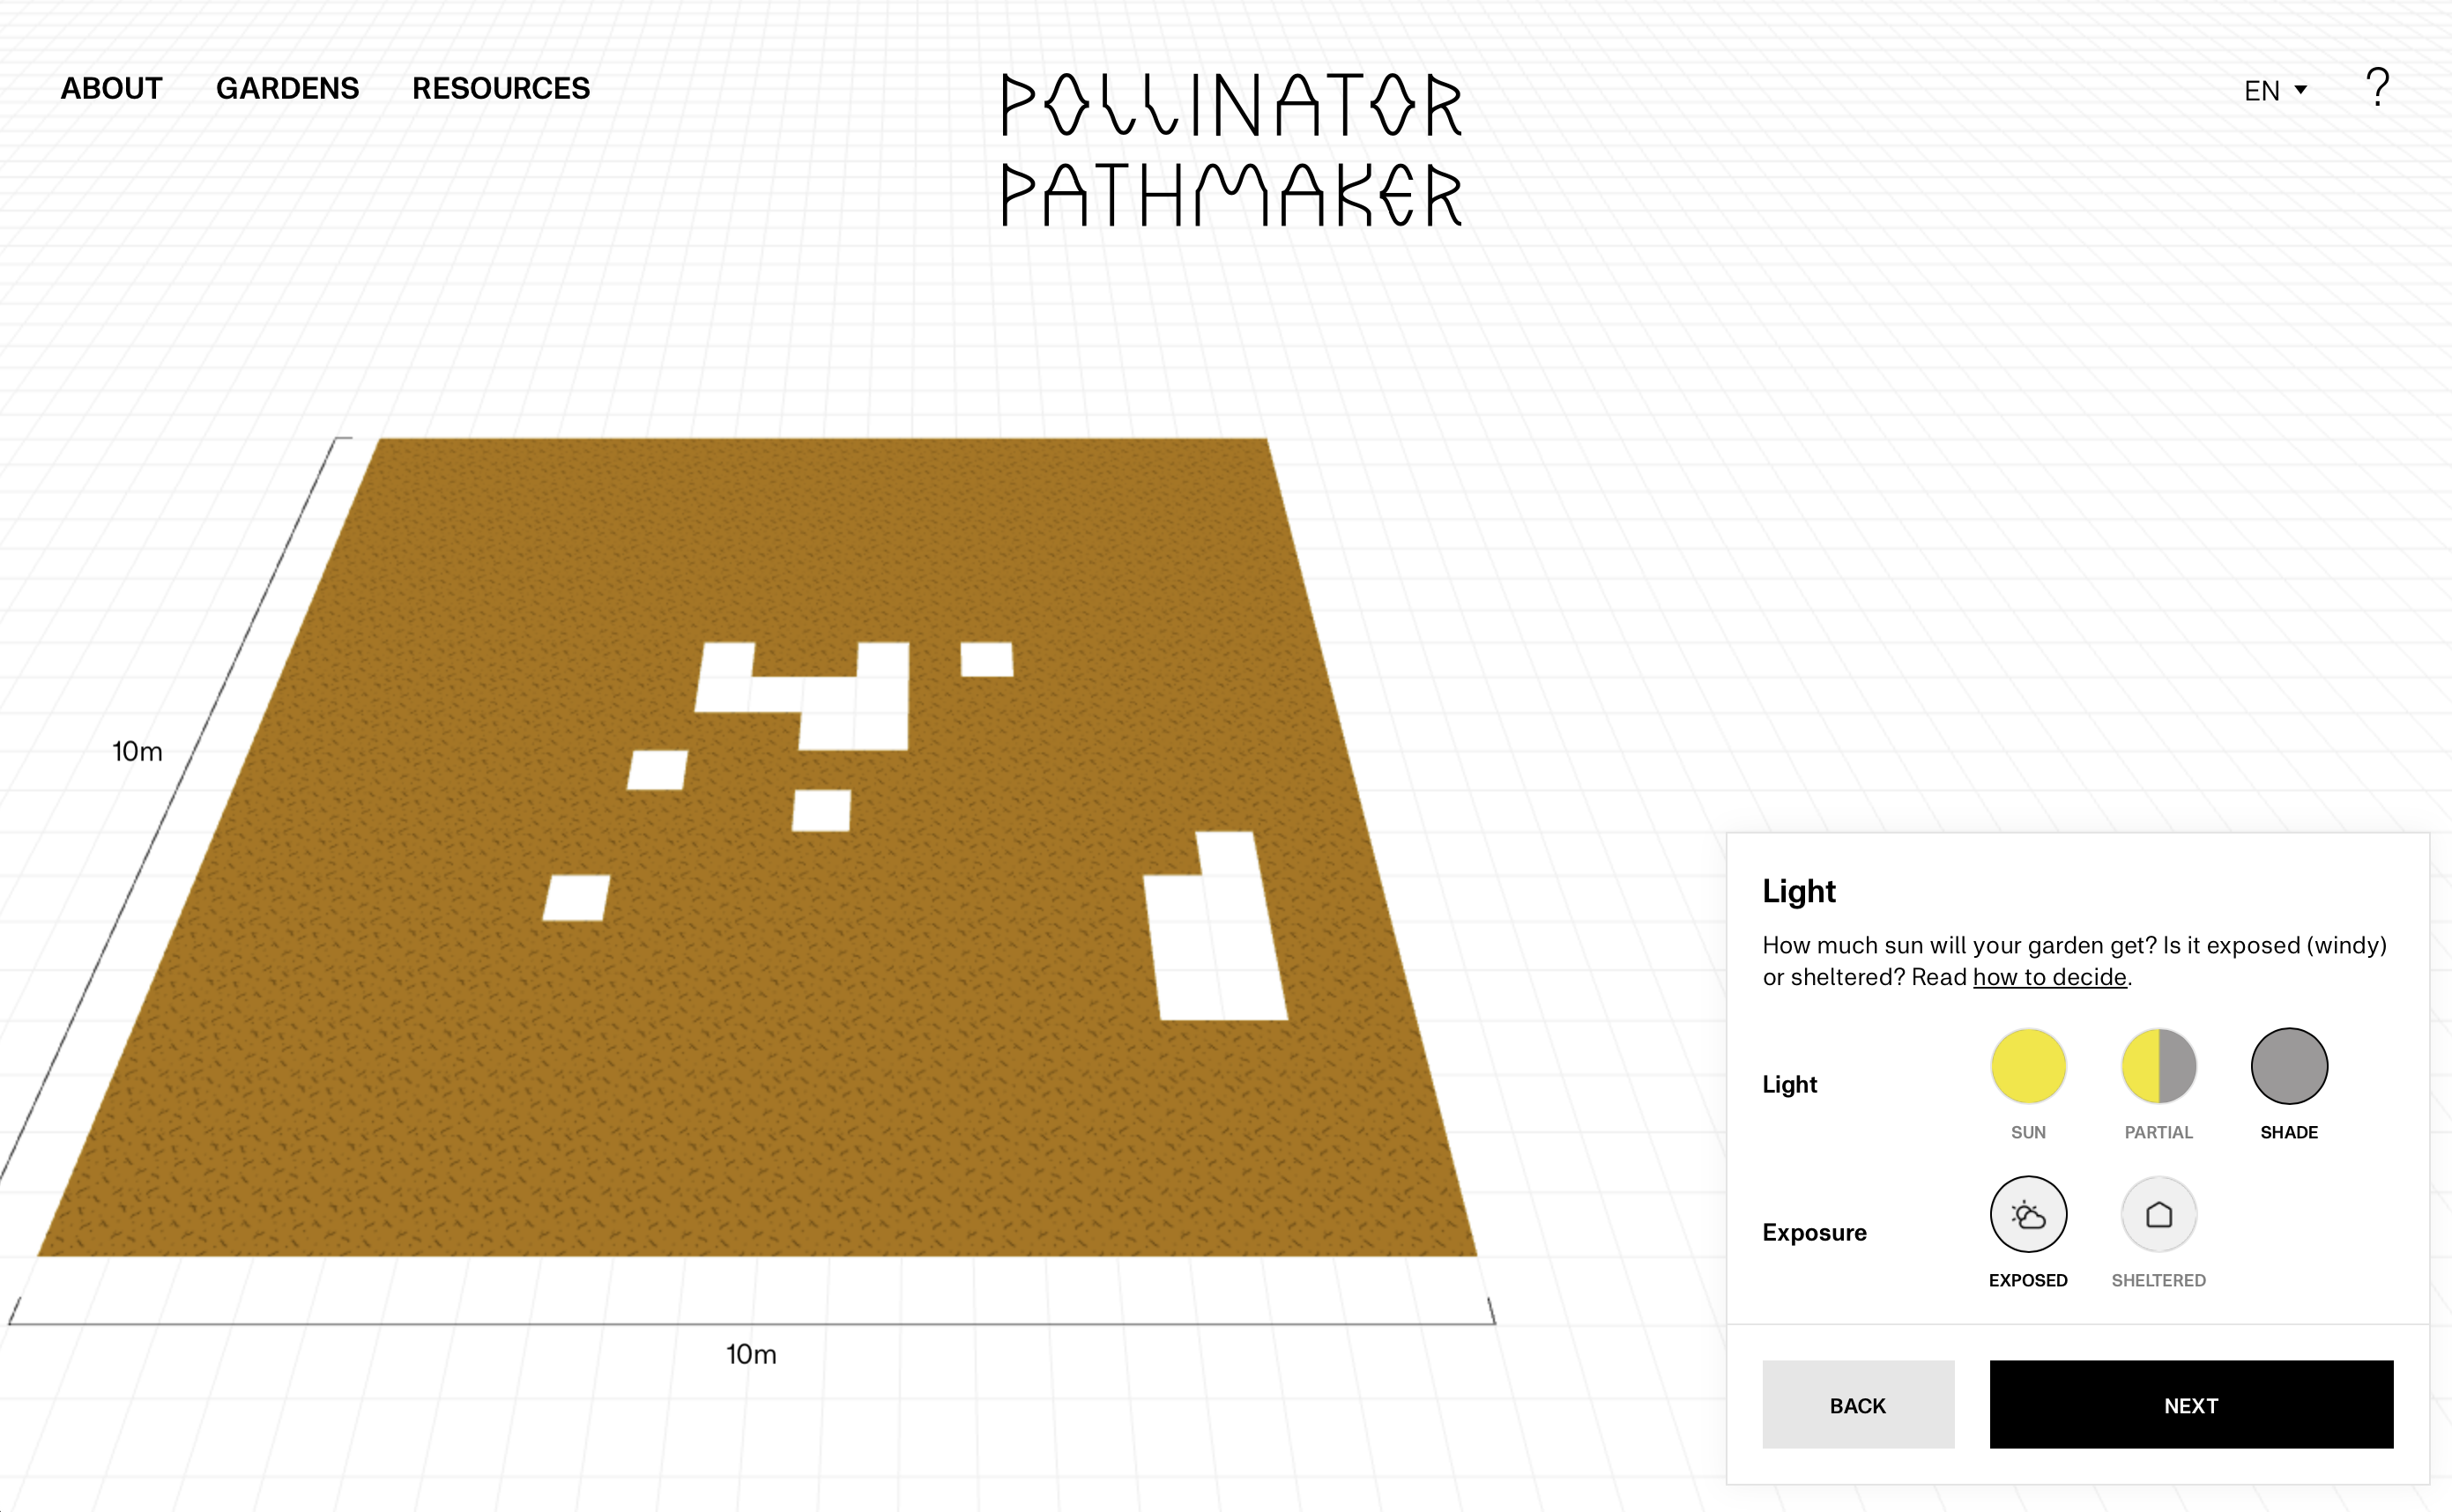 ABOUT GARDENS RESOURCES
POLLINATOR
PATHMAKER
EN
?
10m
10m
Light
How much sun will your garden get? Is it exposed (windy)
or sheltered? Read how to decide.
Light
SUN PARTIAL SHADE
Exposure
EXPOSED SHELTERED
BACK NEXT